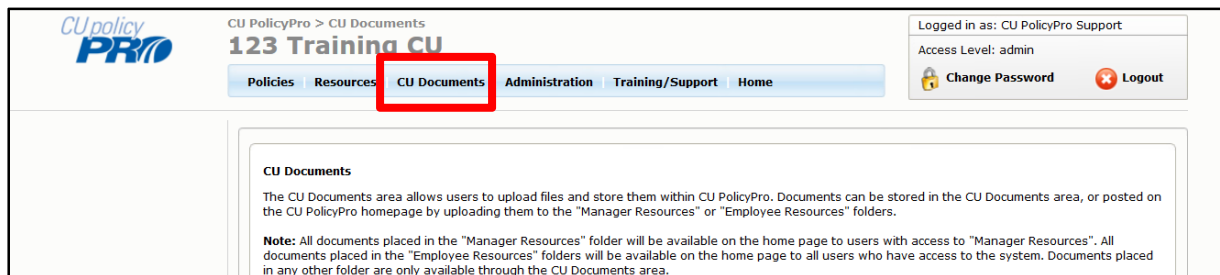 CU policy
PRO
CU PolicyPro > CU Documents
123 Training CU
Policies Resources CU Documents Administration Training/Support Home
Logged in as: CU PolicyPro Support
Access Level: admin
Change Password Logout
CU Documents
The CU Documents area allows users to upload files and store them within CU PolicyPro. Documents can be stored in the CU Documents area, or posted on
the CU PolicyPro homepage by uploading them to the "Manager Resources" or "Employee Resources" folders.
Note: All documents placed in the "Manager Resources" folder will be available on the home page to users with access to "Manager Resources". All
documents placed in the "Employee Resources" folders will be available on the home page to all users who have access to the system. Documents placed
in any other folder are only available through the CU Documents area.